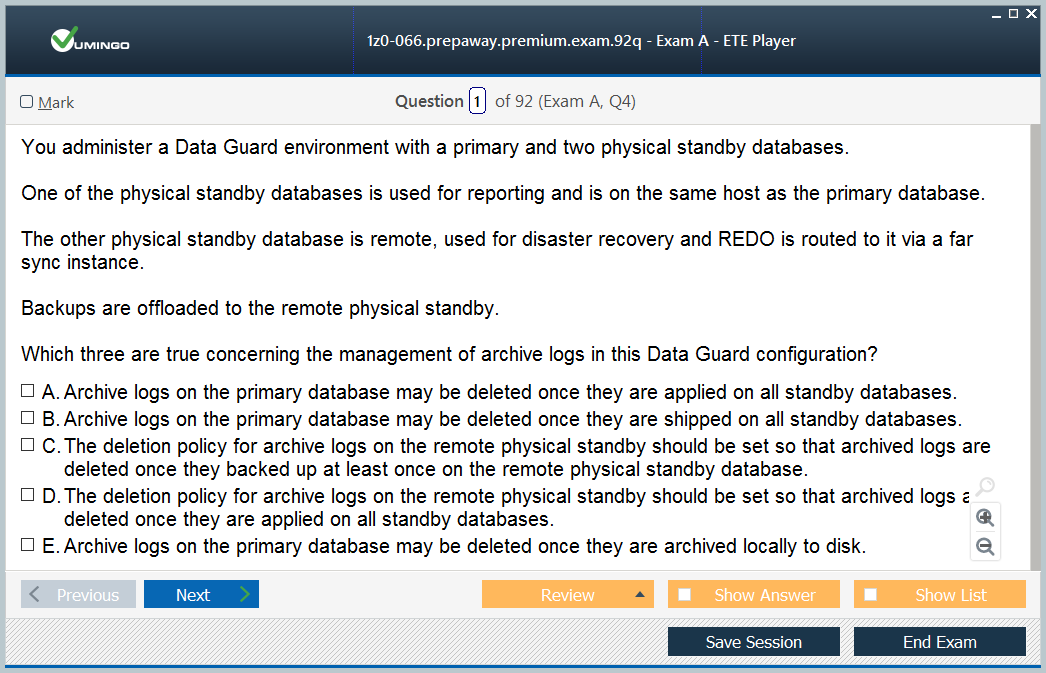 VUMINGO
1z0-066.prepaway.premium.exam.92q - Exam A - ETE Player
Mark
Question 1 of 92 (Exam A, Q4)
You administer a Data Guard environment with a primary and two physical standby databases.
One of the physical standby databases is used for reporting and is on the same host as the primary database.
The other physical standby database is remote, used for disaster recovery and REDO is routed to it via a far
sync instance.
Backups are offloaded to the remote physical standby.
Which three are true concerning the management of archive logs in this Data Guard configuration?
A. Archive logs on the primary database may be deleted once they are applied on all standby databases.
B. Archive logs on the primary database may be deleted once they are shipped on all standby databases.
C. The deletion policy for archive logs on the remote physical standby should be set so that archived logs are
deleted once they backed up at least once on the remote physical standby database.
D. The deletion policy for archive logs on the remote physical standby should be set so that archived logs
deleted once they are applied on all standby databases.
E. Archive logs on the primary database may be deleted once they are archived locally to disk.
Previous
Next
Review
Show Answer
Show List
Save Session
End Exam